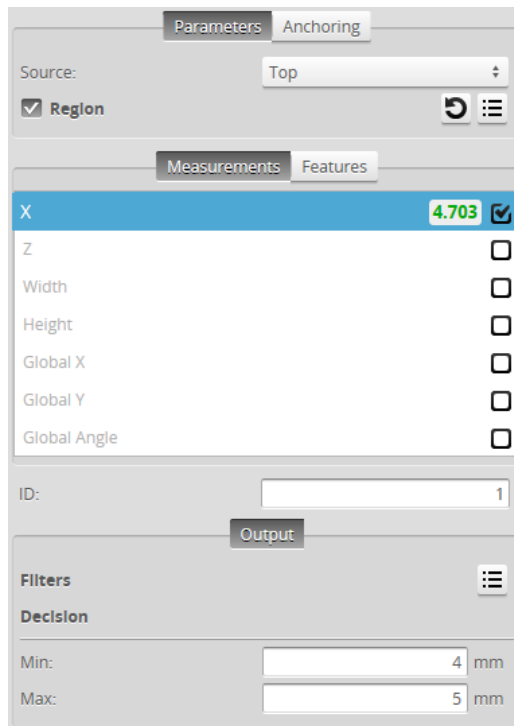 Parameters Anchoring
Source: Top
Region
Measurements Features
X 4.703
Z
Width
Height
Global X
Global Y
Global Angle
ID: 1
Output
Filters
Decision
Min: 4 mm
Max: 5 mm